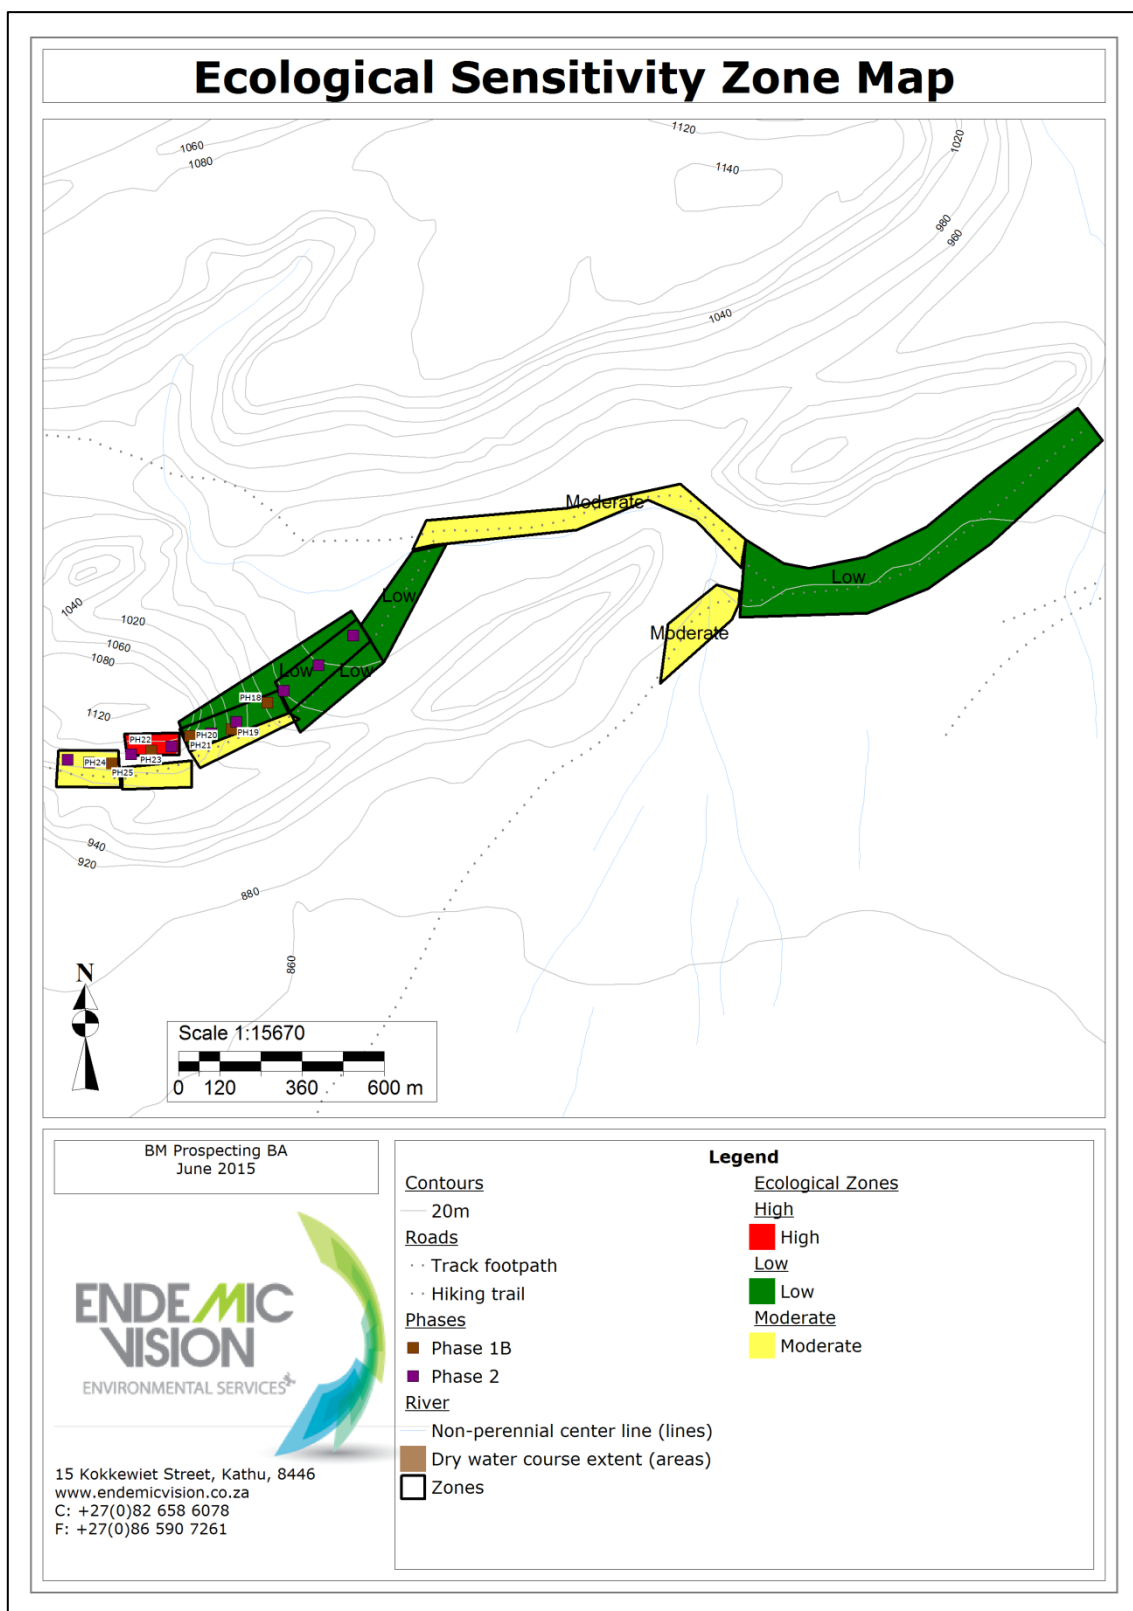 Ecological Sensitivity Zone Map
1120
1060
1080
1140
1020
980
960
1040
Moderate
Low
Low
1040
1020
Moderate
1060
1080
Low
Low
PH18
1120
PH22
PH20
PH19
PH21
PH23
PH24
PH25
940
920
880
860
N
Scale 1:15670
0 120 360 600 m
BM Prospecting BA
June 2015
ENDEMIC
VISION
ENVIRONMENTAL SERVICES
15 Kokkewiet Street, Kathu, 8446
www.endemicvision.co.za
C: +27(0)82 658 6078
F: +27(0)86 590 7261
Legend
Contours
20m
Roads
Track footpath
Hiking trail
Phases
Phase 1B
Phase 2
River
Non-perennial center line (lines)
Dry water course extent (areas)
Zones
Ecological Zones
High
High
Low
Low
Moderate
Moderate